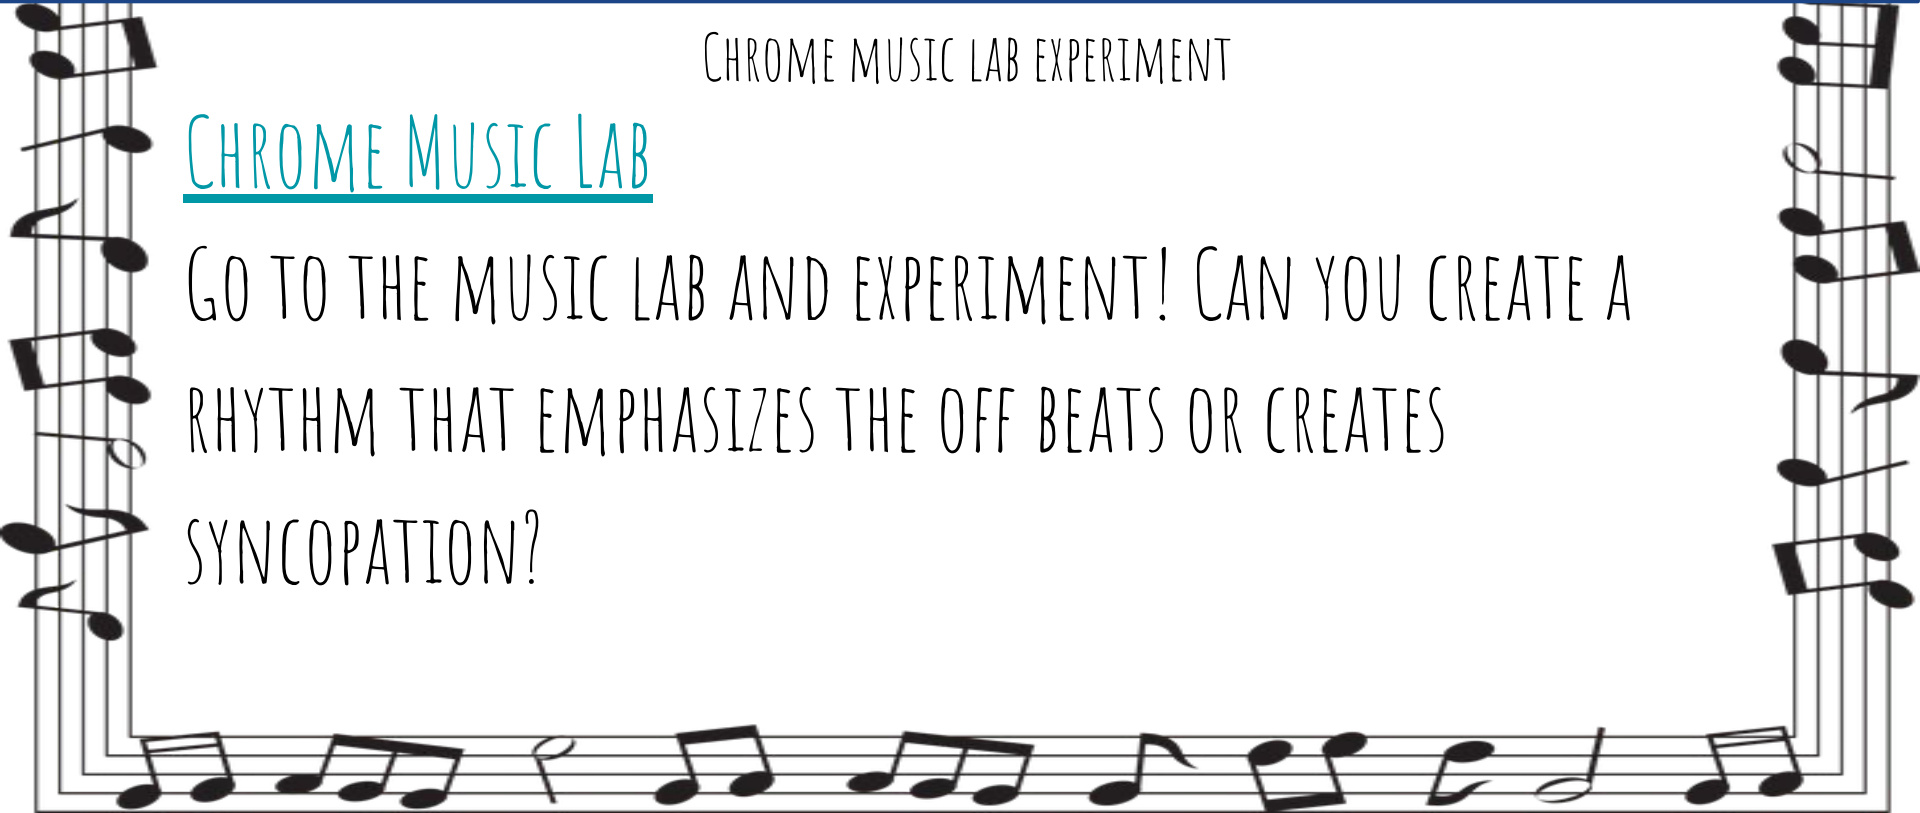 Chrome music lab experiment
Chrome Music Lab
Go to the music lab and experiment! Can you create a
rhythm that emphasizes the off beats or creates
syncopation?